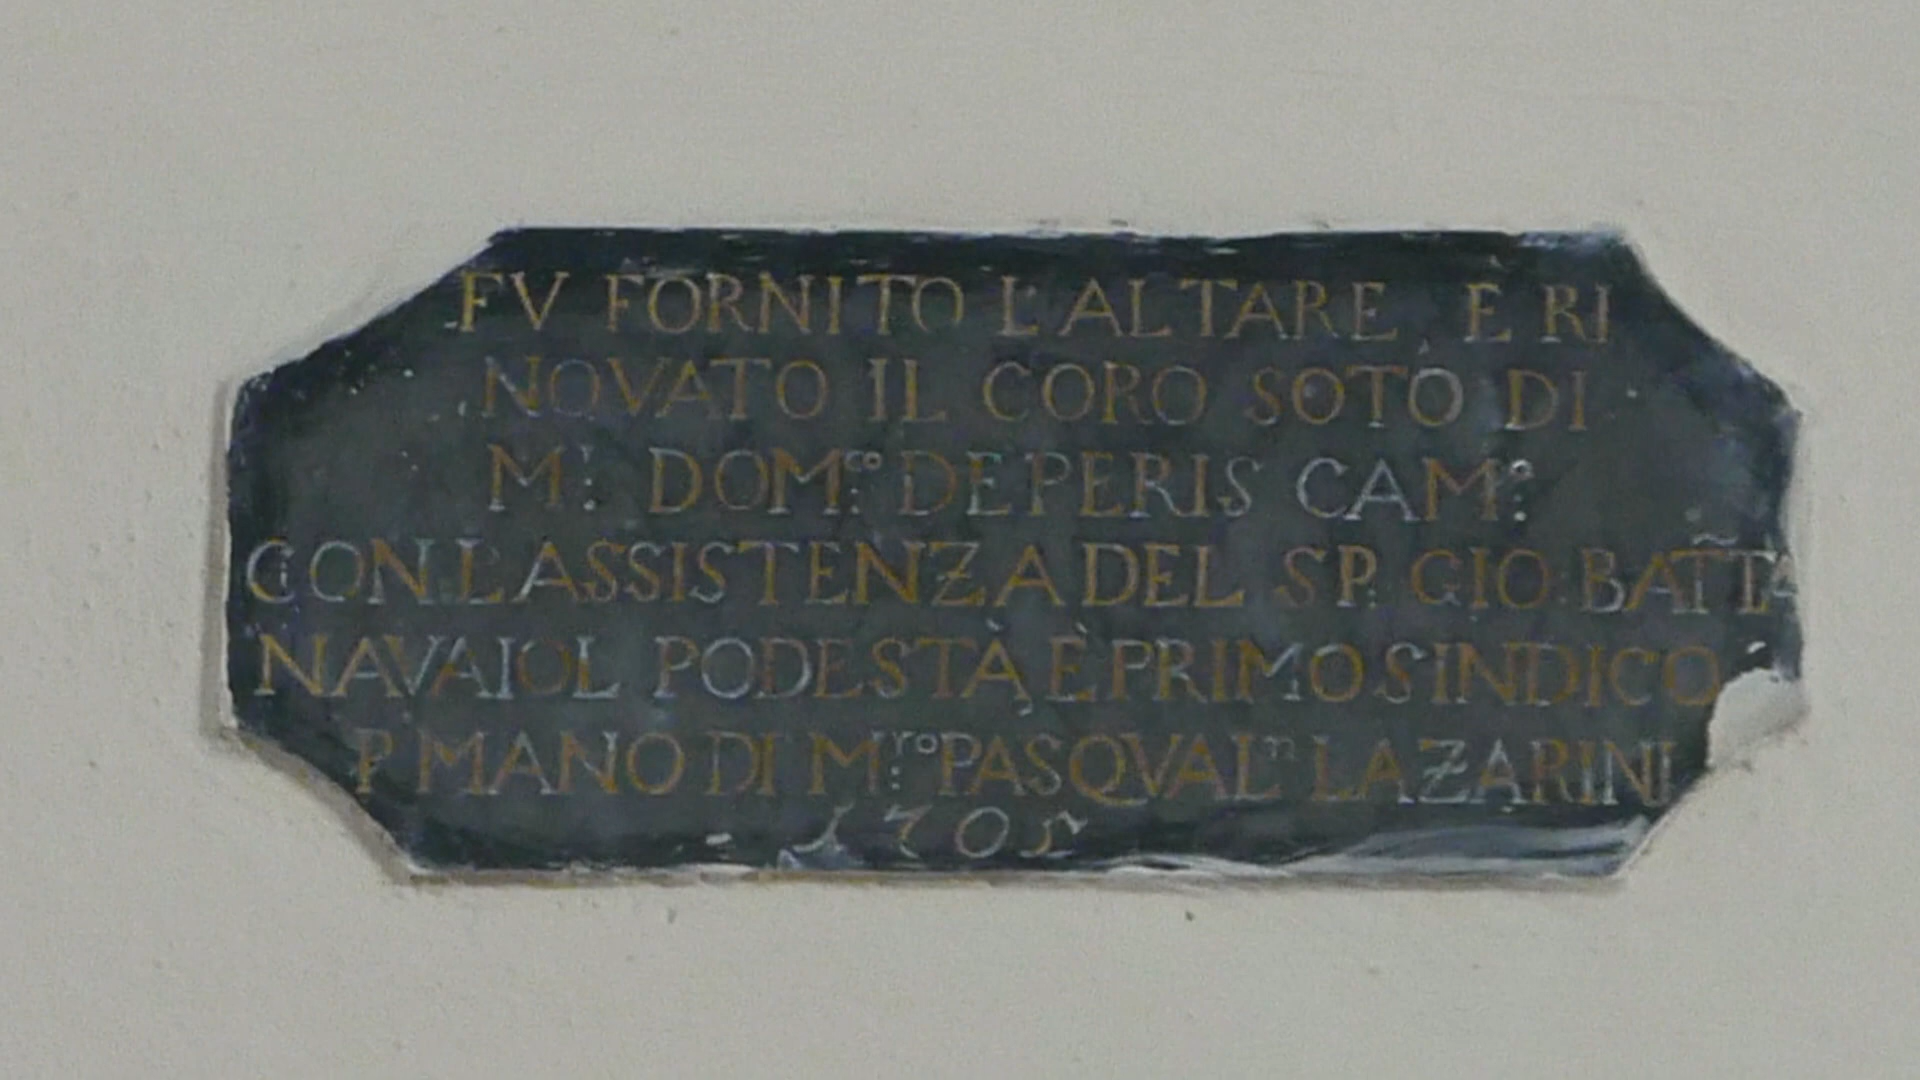 FV FORNITO L'ALTARE, È RI
NOVATO IL CORO SOTO DI
M: DOM:co DE PERIS CAM:o
CON L'ASSISTENZA DEL SP. GIO BATTA
NAVAIOL PODESTÀ È PRIMO SINDICO
P MANO DI M:ro PASQVALn LAZARINI
1705